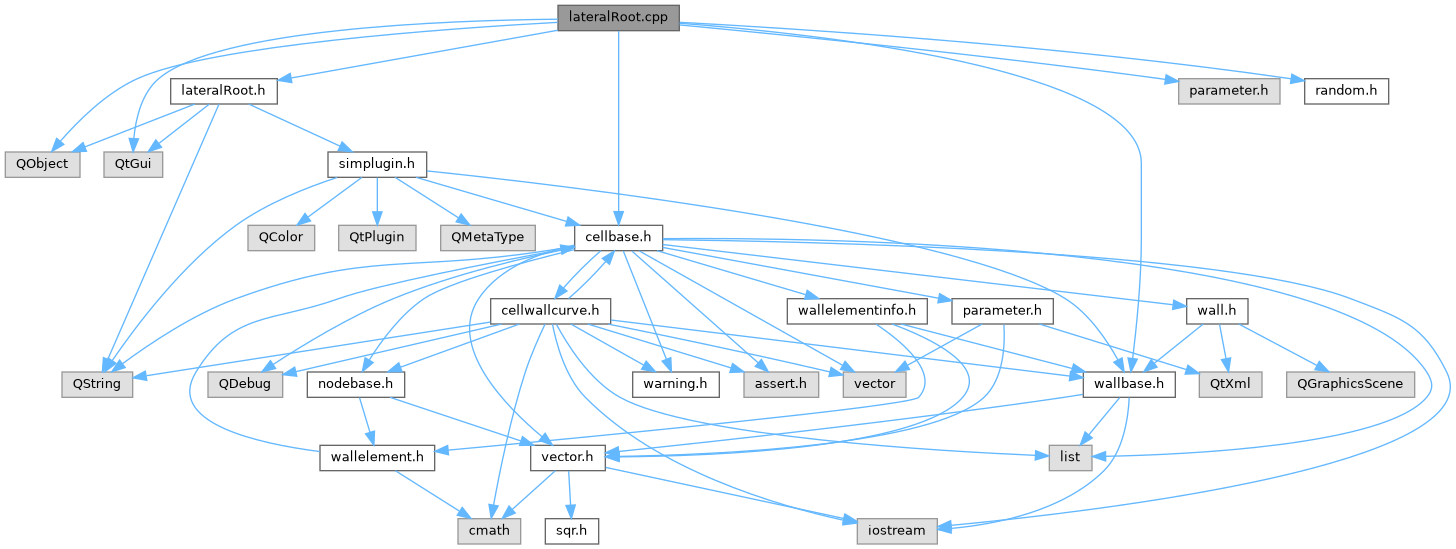 lateralRoot.cpp
lateralRoot.h
parameter.h
random.h
QObject
QtGui
simplugin.h
QColor
QtPlugin
QMetaType
cellbase.h
cellwallcurve.h
wallelementinfo.h
parameter.h
wall.h
QString
QDebug
nodebase.h
warning.h
assert.h
vector
wallbase.h
QtXml
QGraphicsScene
wallelement.h
vector.h
list
cmath
sqr.h
iostream